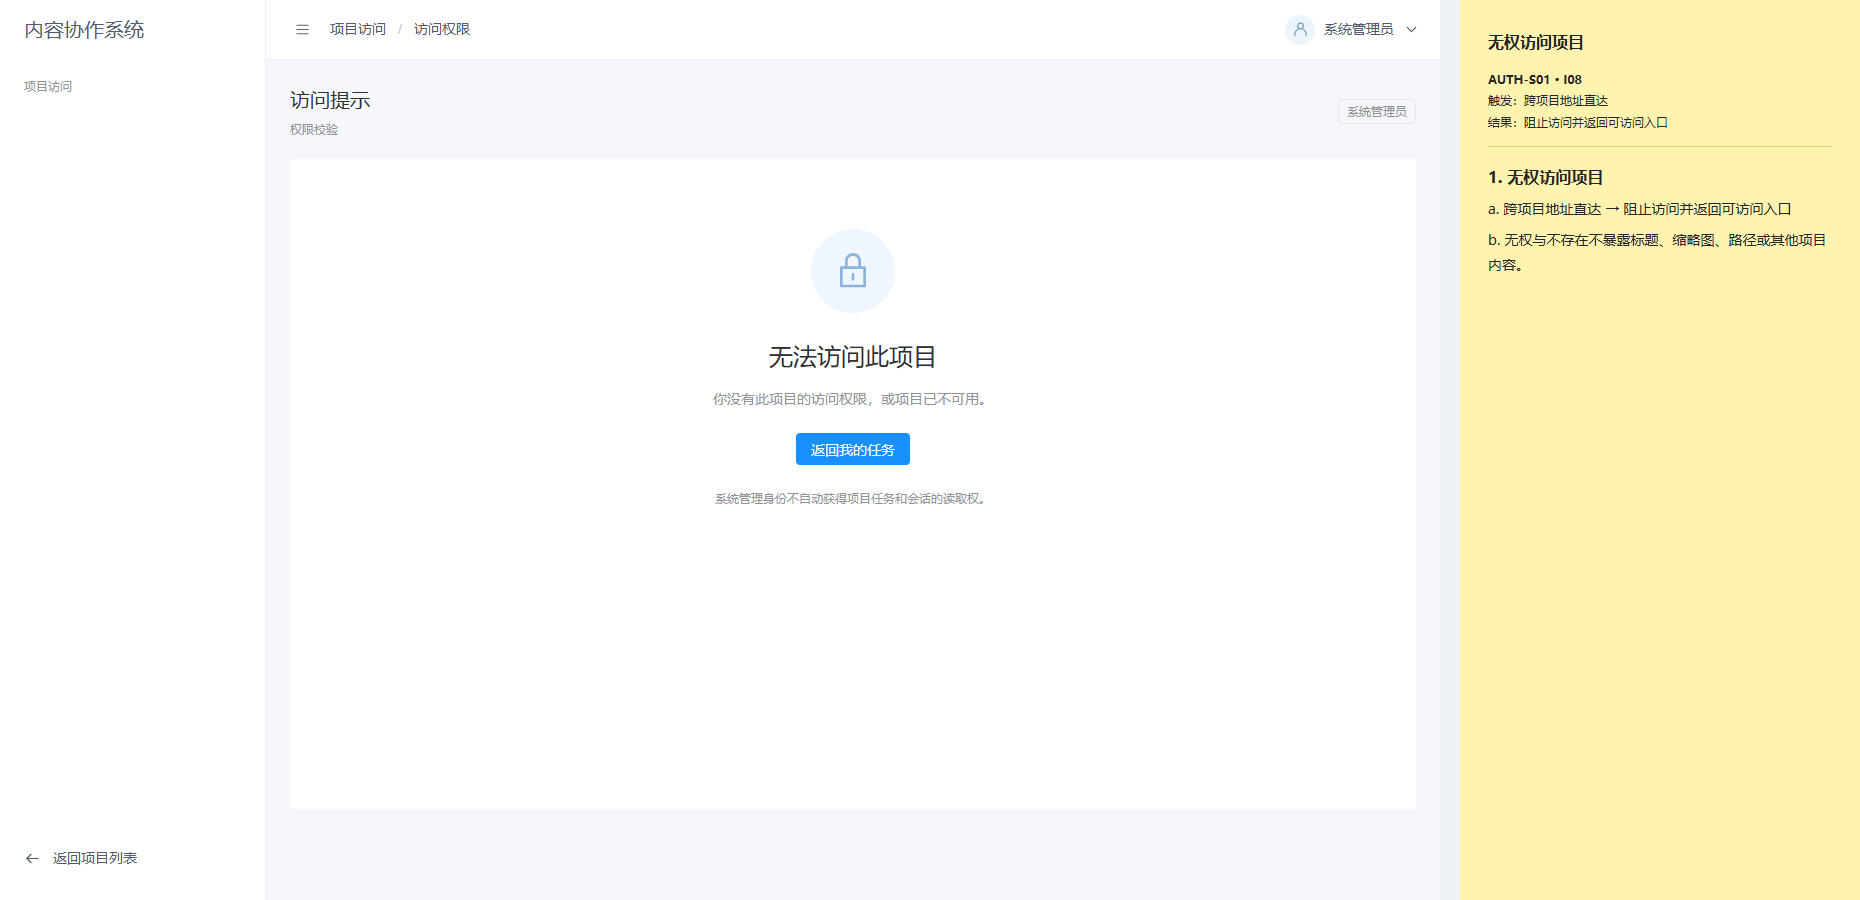 内容协作系统
项目访问
返回项目列表
项目访问 / 访问权限
系统管理员
访问提示
权限校验
系统管理员
无法访问此项目
你没有此项目的访问权限，或项目已不可用。
返回我的任务
系统管理身份不自动获得项目任务和会话的读取权。
无权访问项目
AUTH-S01 • I08
触发：跨项目地址直达
结果：阻止访问并返回可访问入口
1. 无权访问项目
a. 跨项目地址直达 → 阻止访问并返回可访问入口
b. 无权与不存在不暴露标题、缩略图、路径或其他项目
内容。